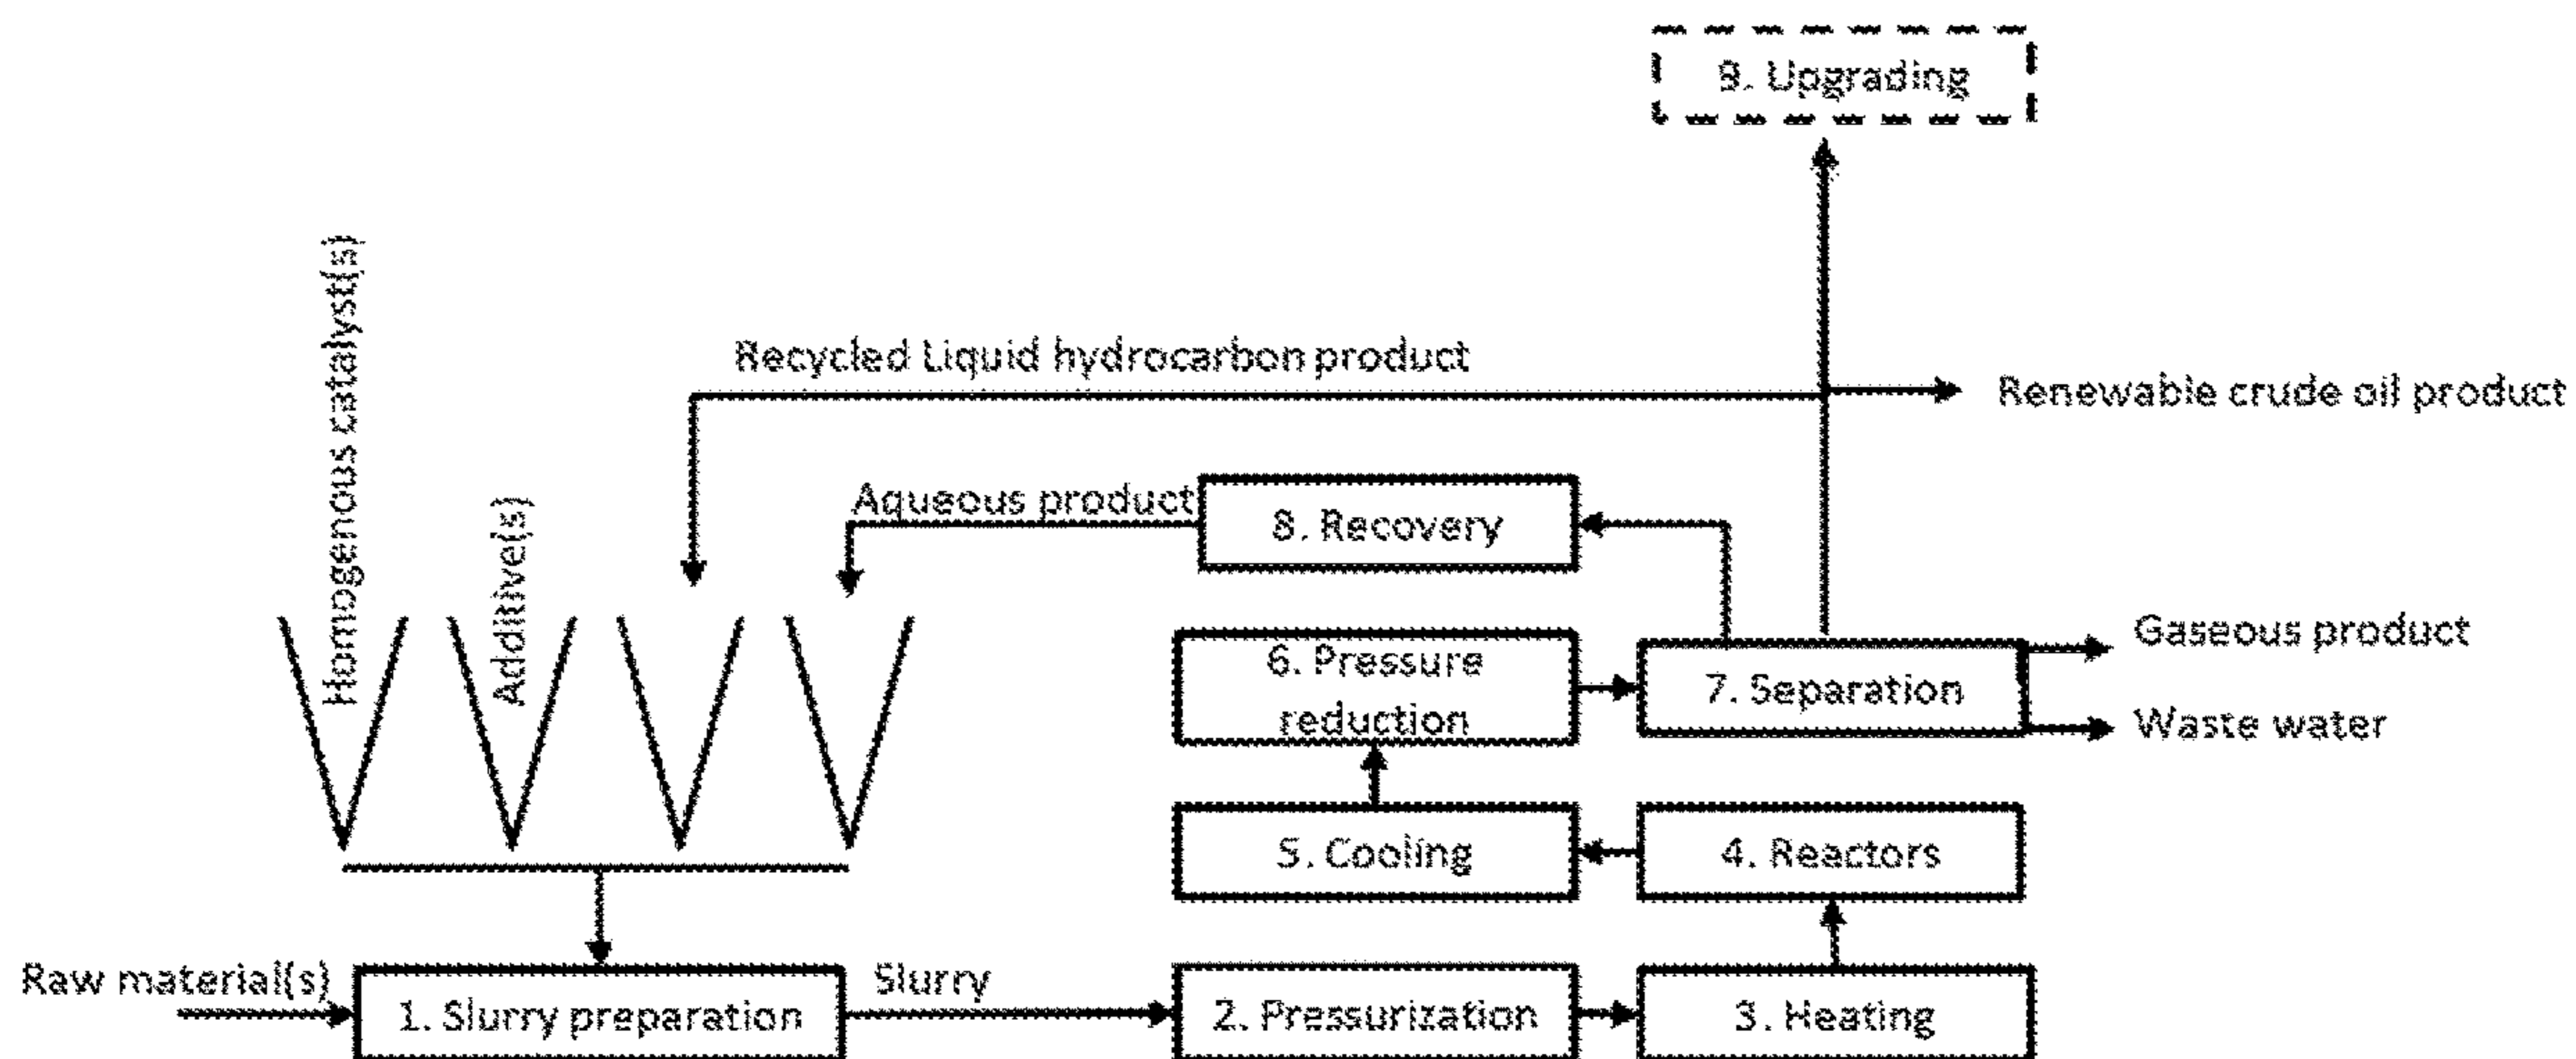 9. Upgrading
Homogenous catalyst(s)
Recycled Liquid hydrocarbon product
Renewable crude oil product
Additive(s)
Aqueous product
8. Recovery
6. Pressure
reduction
7. Separation
Gaseous product
Waste water
5. Cooling
4. Reactors
Raw material(s)
1. Slurry preparation
Slurry
2. Pressurization
3. Heating